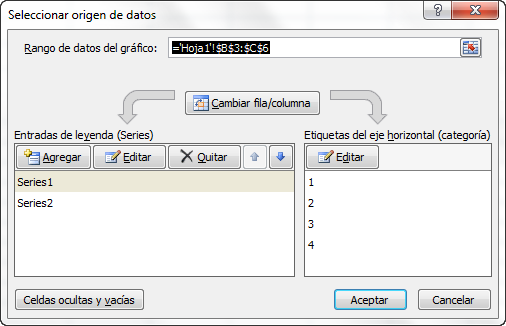 Seleccionar origen de datos
Rango de datos del gráfico: ='Hoja1'!$B$3:$C$6
Cambiar fila/columna
Entradas de leyenda (Series)
Agregar Editar Quitar
Series1
Series2
Etiquetas del eje horizontal (categoría)
Editar
1
2
3
4
Celdas ocultas y vacías
Aceptar Cancelar